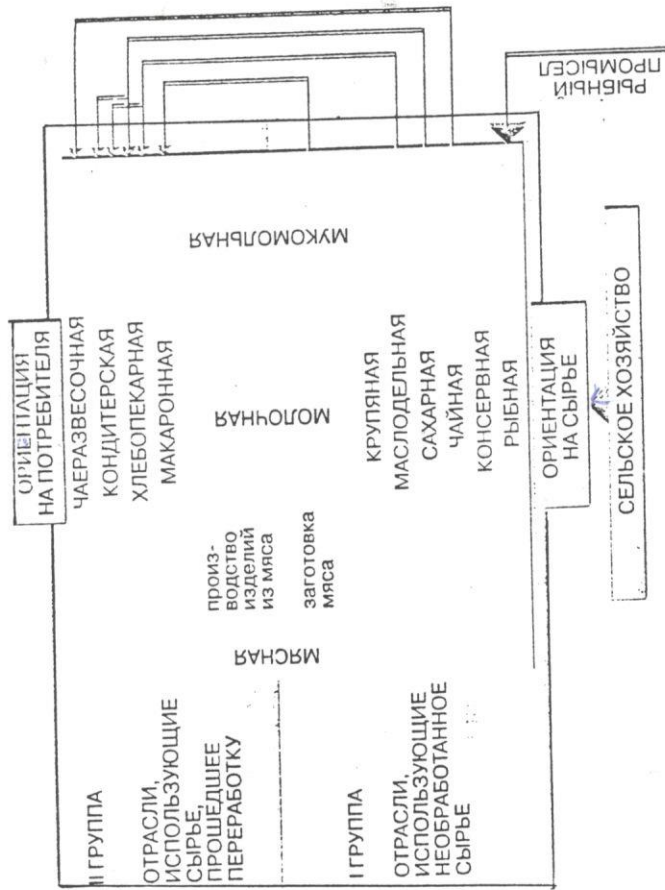 ОРИЕНТАЦИЯ
НА ПОТРЕБИТЕЛЯ
II ГРУППА
ОТРАСЛИ,
ИСПОЛЬЗУЮЩИЕ
СЫРЬЕ,
ПРОШЕДШЕЕ
ПЕРЕРАБОТКУ
ЧАЕРАЗВЕСОЧНАЯ
КОНДИТЕРСКАЯ
ХЛЕБОПЕКАРНАЯ
МАКАРОННАЯ
МЯСНАЯ
произ-
водство
изделий
из мяса
заготовка
мяса
МОЛОЧНАЯ
МУКОМОЛЬНАЯ
I ГРУППА
ОТРАСЛИ,
ИСПОЛЬЗУЮЩИЕ
НЕОБРАБОТАННОЕ
СЫРЬЕ
КРУПЯНАЯ
МАСЛОДЕЛЬНАЯ
САХАРНАЯ
ЧАЙНАЯ
КОНСЕРВНАЯ
РЫБНАЯ
ОРИЕНТАЦИЯ
НА СЫРЬЕ
СЕЛЬСКОЕ ХОЗЯЙСТВО
РЫБНЫЙ
ПРОМЫСЕЛ